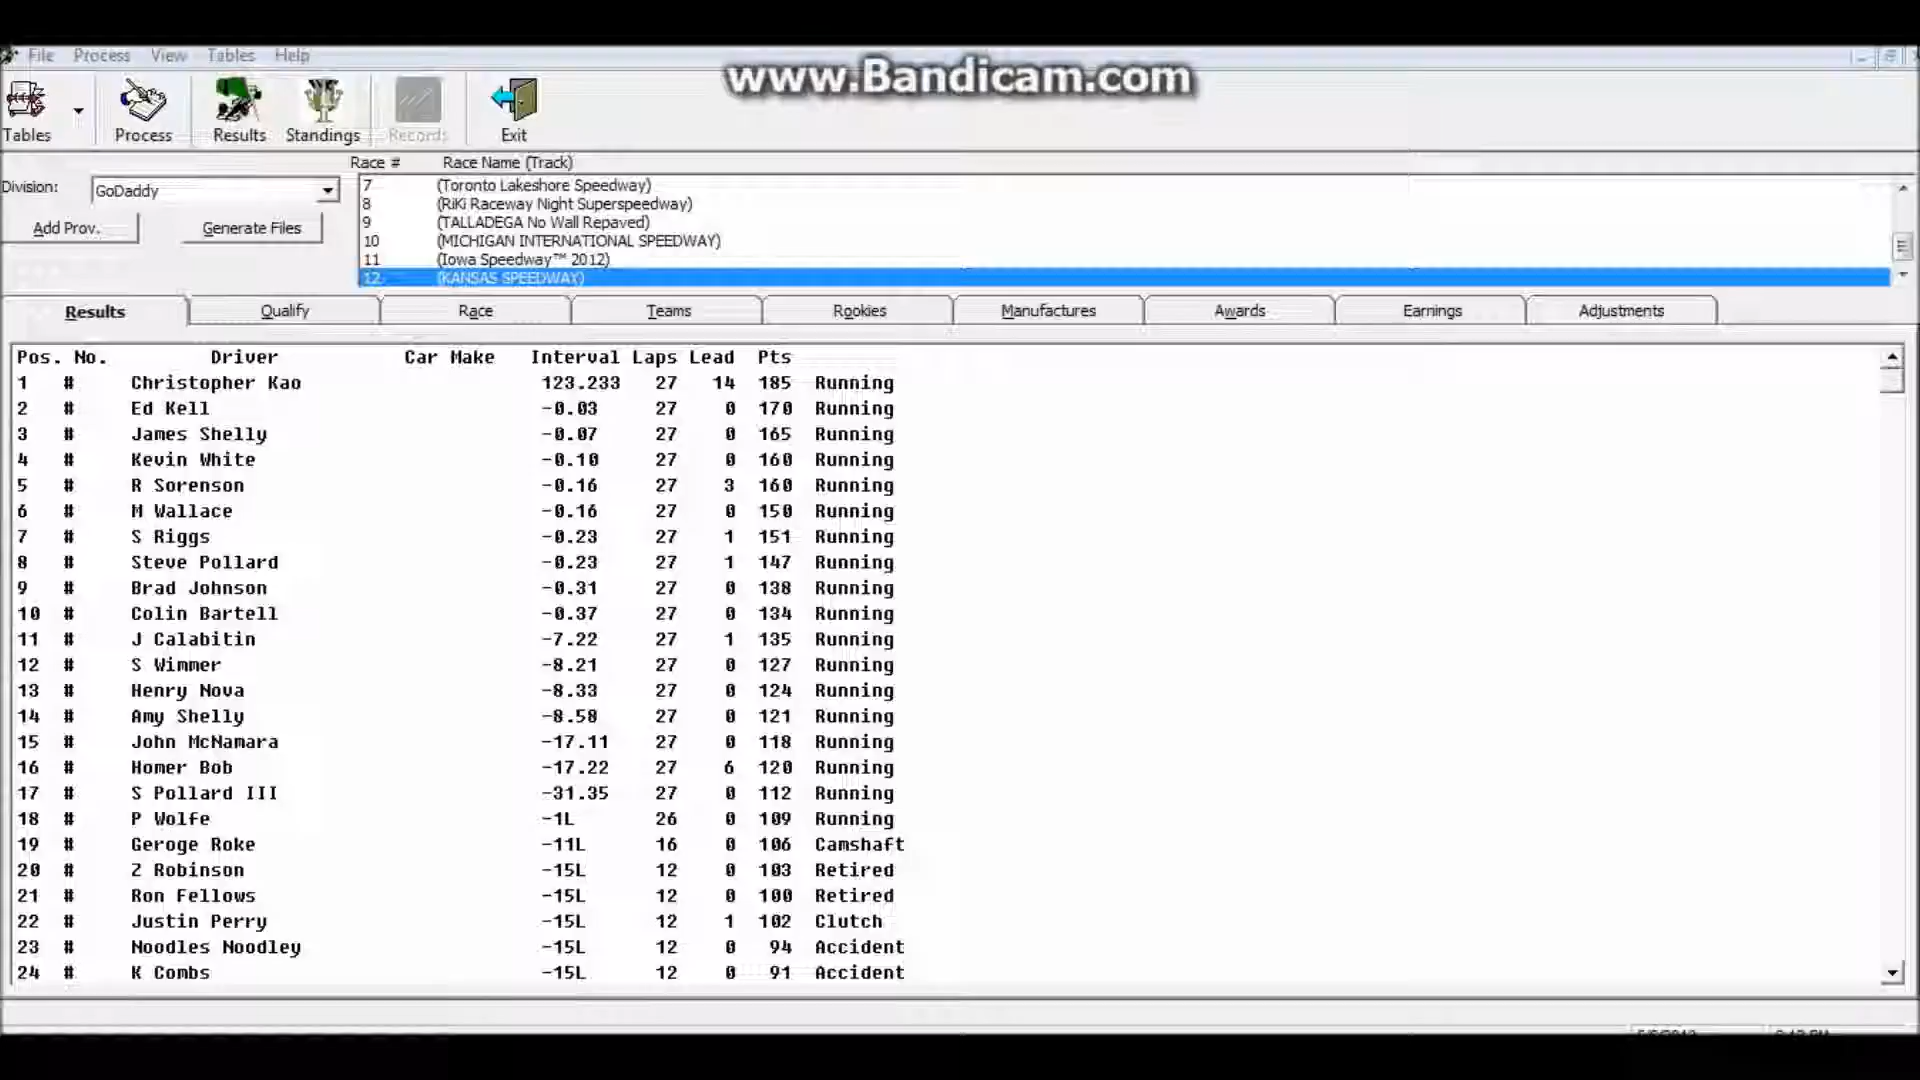 File Process View Tables Help
www.Bandicam.com
Tables Process Results Standings Records Exit
Race # Race Name (Track)
Division: GoDaddy
Add Prov. Generate Files
7 (Toronto Lakeshore Speedway)
8 (RiKi Raceway Night Superspeedway)
9 (TALLADEGA No Wall Repaved)
10 (MICHIGAN INTERNATIONAL SPEEDWAY)
11 (Iowa Speedway™ 2012)
12 (KANSAS SPEEDWAY)
Results Qualify Race Teams Rookies Manufactures Awards Earnings Adjustments
Pos. No. Driver Car Make Interval Laps Lead Pts
1 # Christopher Kao 123.233 27 14 185 Running
2 # Ed Kell -0.03 27 0 170 Running
3 # James Shelly -0.07 27 0 165 Running
4 # Kevin White -0.10 27 0 160 Running
5 # R Sorenson -0.16 27 3 160 Running
6 # M Wallace -0.16 27 0 150 Running
7 # S Riggs -0.23 27 1 151 Running
8 # Steve Pollard -0.23 27 1 147 Running
9 # Brad Johnson -0.31 27 0 138 Running
10 # Colin Bartell -0.37 27 0 134 Running
11 # J Calabitin -7.22 27 1 135 Running
12 # S Wimmer -8.21 27 0 127 Running
13 # Henry Nova -8.33 27 0 124 Running
14 # Amy Shelly -8.58 27 0 121 Running
15 # John McNamara -17.11 27 0 118 Running
16 # Homer Bob -17.22 27 6 120 Running
17 # S Pollard III -31.35 27 0 112 Running
18 # P Wolfe -1L 26 0 109 Running
19 # Geroge Roke -11L 16 0 106 Camshaft
20 # Z Robinson -15L 12 0 103 Retired
21 # Ron Fellows -15L 12 0 100 Retired
22 # Justin Perry -15L 12 1 102 Clutch
23 # Noodles Noodley -15L 12 0 94 Accident
24 # K Combs -15L 12 0 91 Accident